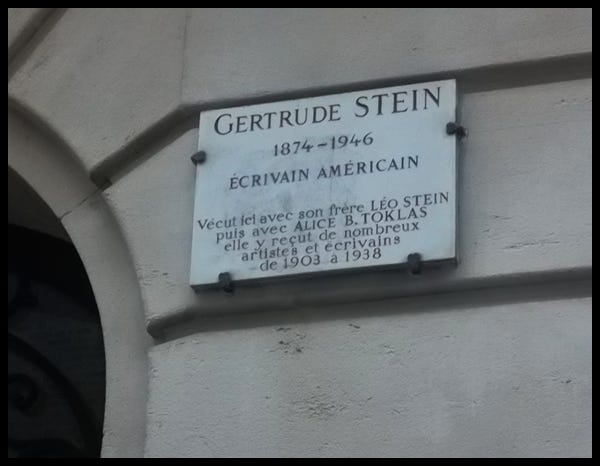 GERTRUDE STEIN
1874-1946
ÉCRIVAIN AMÉRICAIN
Vécut ici avec son frère LÉO STEIN
puis avec ALICE B. TOKLAS
elle y reçut de nombreux
artistes et écrivains
de 1903 à 1938